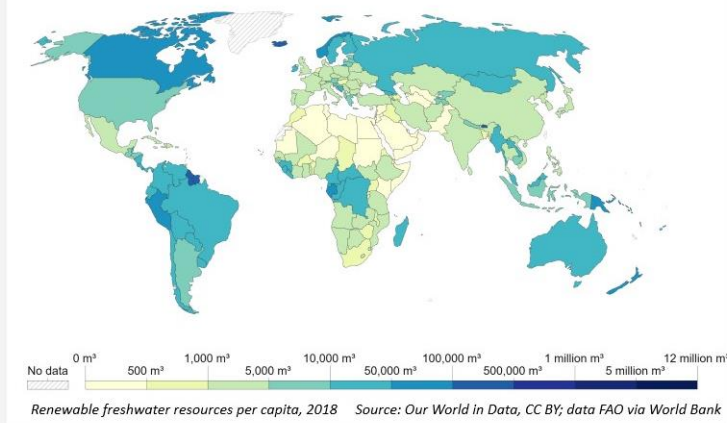 0 m³ 1,000 m³ 10,000 m³ 100,000 m³ 1 million m³ 12 million m³
No data 500 m³ 5,000 m³ 50,000 m³ 500,000 m³ 5 million m³
Renewable freshwater resources per capita, 2018 Source: Our World in Data, CC BY; data FAO via World Bank